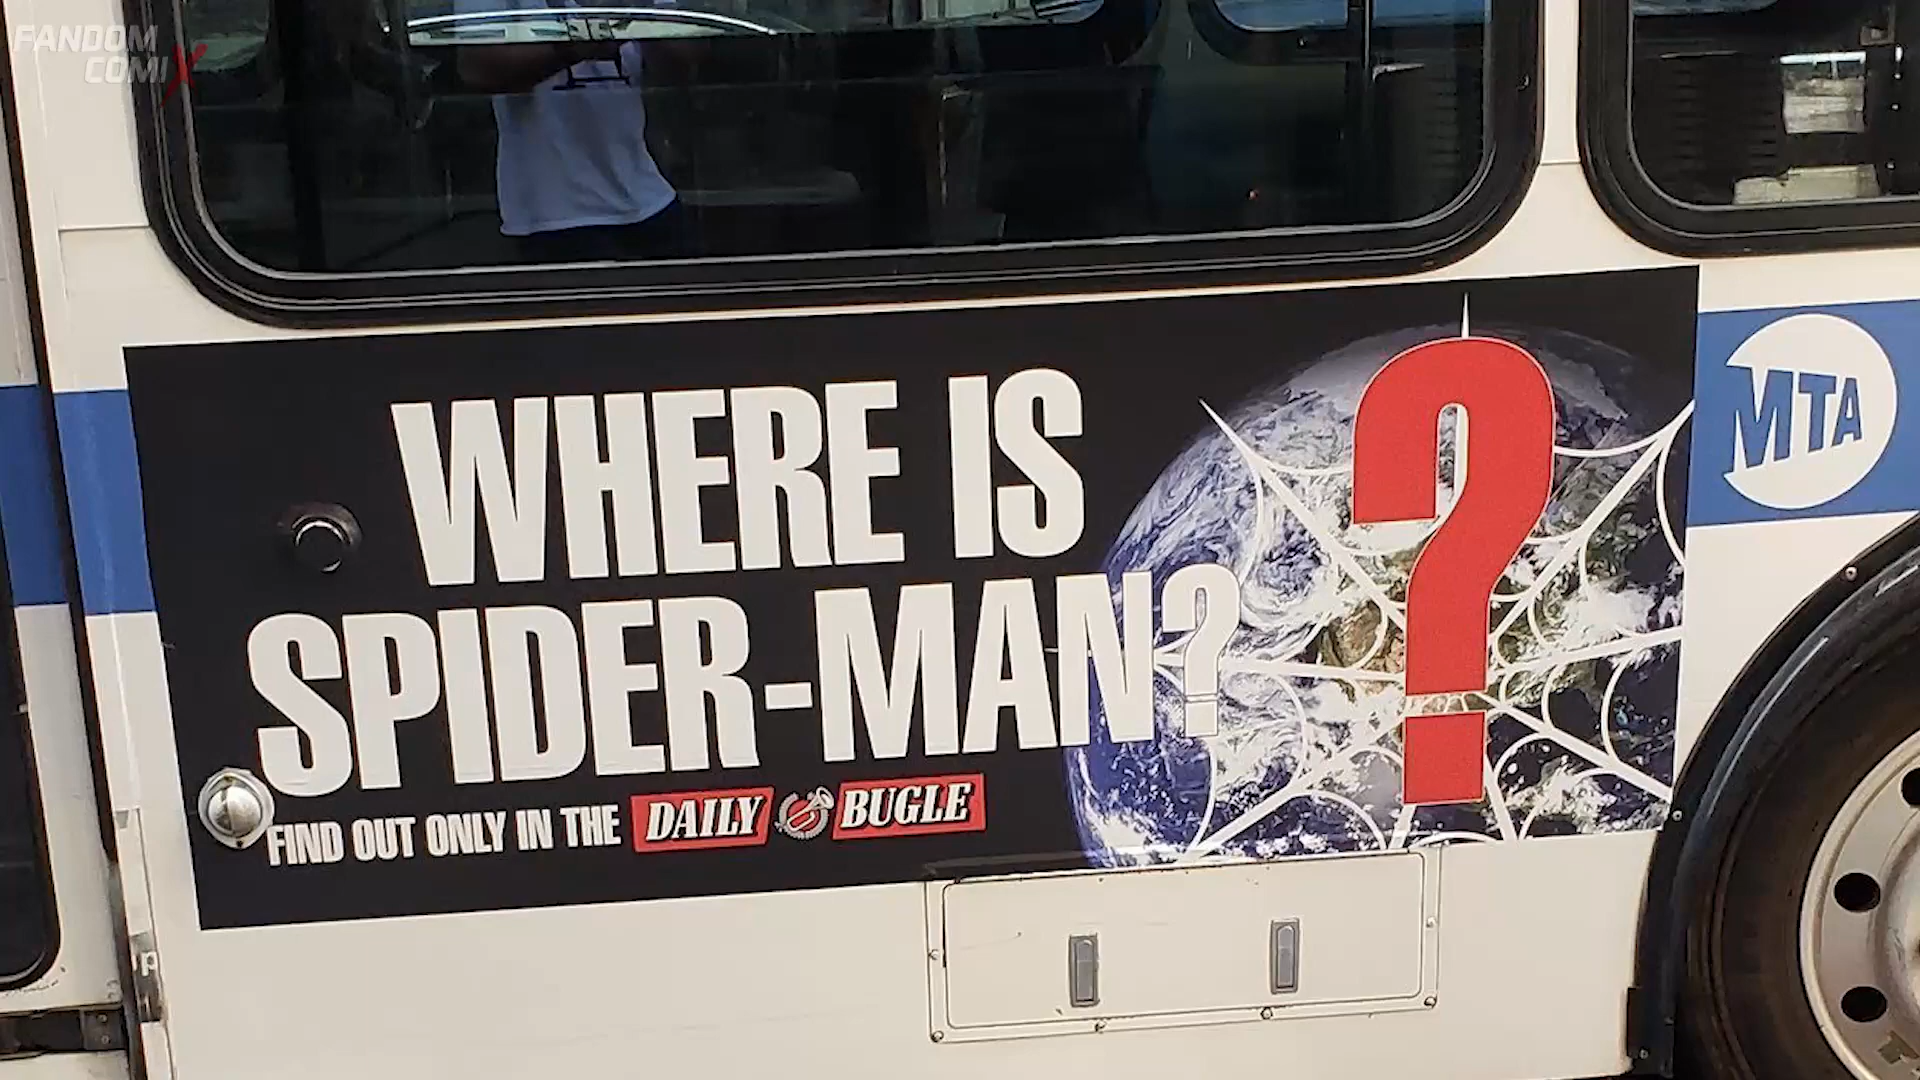 FANDOM
COMIX
WHERE IS
SPIDER-MAN?
?
FIND OUT ONLY IN THE DAILY BUGLE
MTA